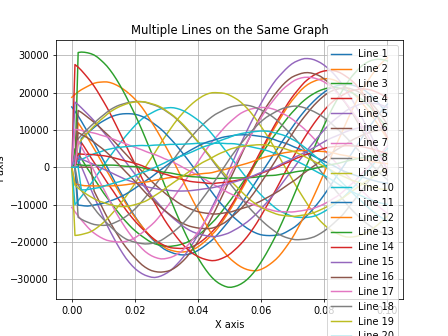 Multiple Lines on the Same Graph
30000
20000
10000
0
−10000
−20000
−30000
0.00
0.02
0.04
0.06
X axis
Line 1
Line 2
Line 3
Line 4
Line 5
Line 6
Line 7
Line 8
Line 9
Line 10
Line 11
Line 12
Line 13
Line 14
Line 15
Line 16
Line 17
Line 18
Line 19
Line 20